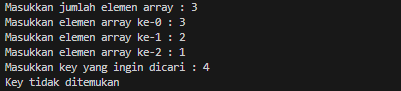 Masukkan jumlah elemen array : 3
Masukkan elemen array ke-0 : 3
Masukkan elemen array ke-1 : 2
Masukkan elemen array ke-2 : 1
Masukkan key yang ingin dicari : 4
Key tidak ditemukan